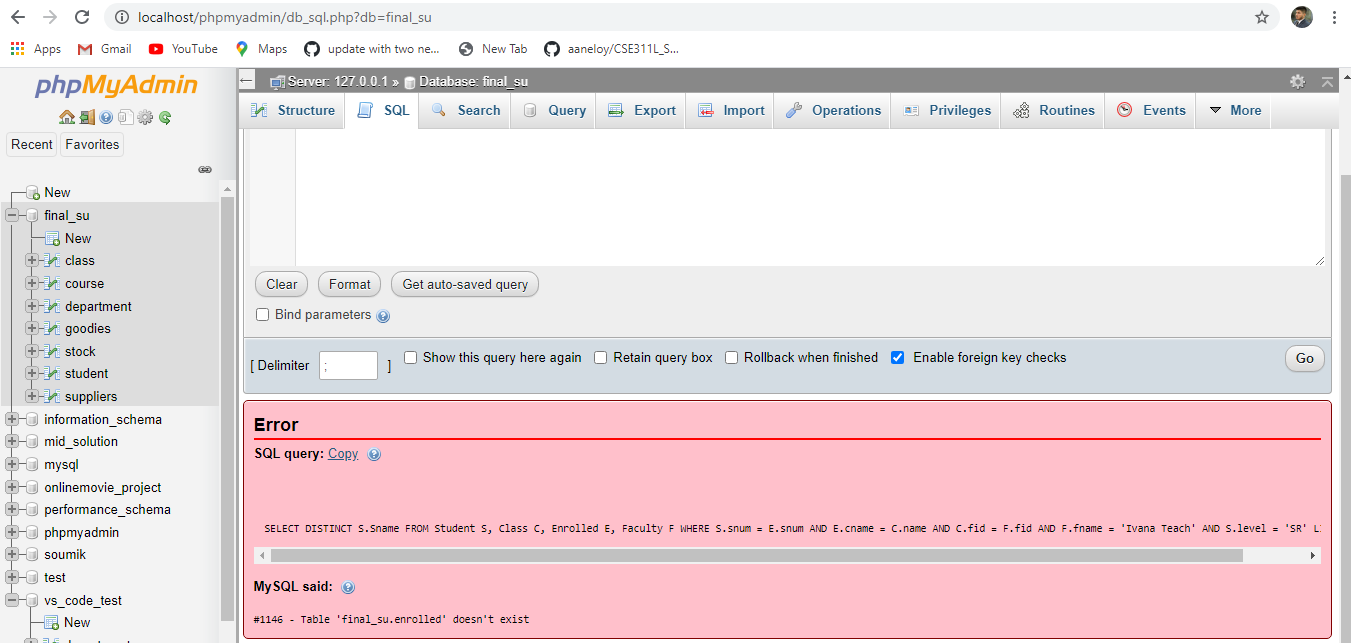 localhost/phpmyadmin/db_sql.php?db=final_su
Apps Gmail YouTube Maps update with two ne... New Tab aaneloy/CSE311L_S...
phpMyAdmin
Recent Favorites
New
final_su
New
class
course
department
goodies
stock
student
suppliers
information_schema
mid_solution
mysql
onlinemovie_project
performance_schema
phpmyadmin
soumik
test
vs_code_test
New
Server: 127.0.0.1 » Database: final_su
Structure SQL Search Query Export Import Operations Privileges Routines Events More
Clear Format Get auto-saved query
Bind parameters
[ Delimiter ; ] Show this query here again Retain query box Rollback when finished Enable foreign key checks Go
Error
SQL query: Copy
SELECT DISTINCT S.Sname FROM Student S, Class C, Enrolled E, Faculty F WHERE S.snum = E.snum AND E.cname = C.name AND C.fid = F.fid AND F.fname = 'Ivana Teach' AND S.level = 'SR' L
MySQL said:
#1146 - Table 'final_su.enrolled' doesn't exist